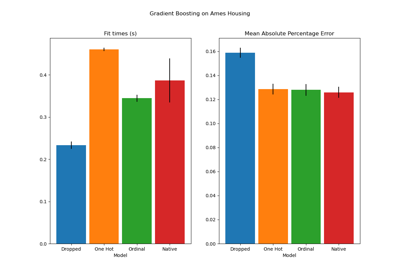 Gradient Boosting on Ames Housing
Fit times (s)
Mean Absolute Percentage Error
0.4
0.3
0.2
0.1
0.0
Dropped
One Hot
Ordinal
Native
Model
0.16
0.14
0.12
0.10
0.08
0.06
0.04
0.02
0.00
Dropped
One Hot
Ordinal
Native
Model